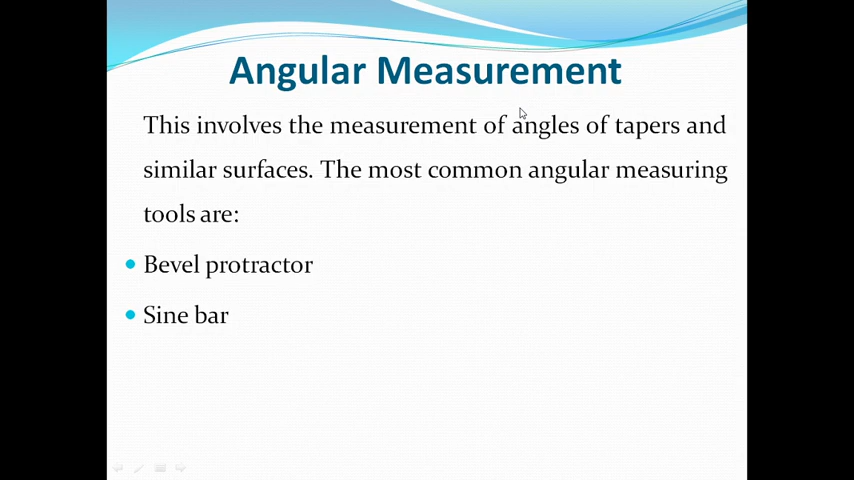 Angular Measurement
This involves the measurement of angles of tapers and
similar surfaces. The most common angular measuring
tools are:
Bevel protractor
Sine bar